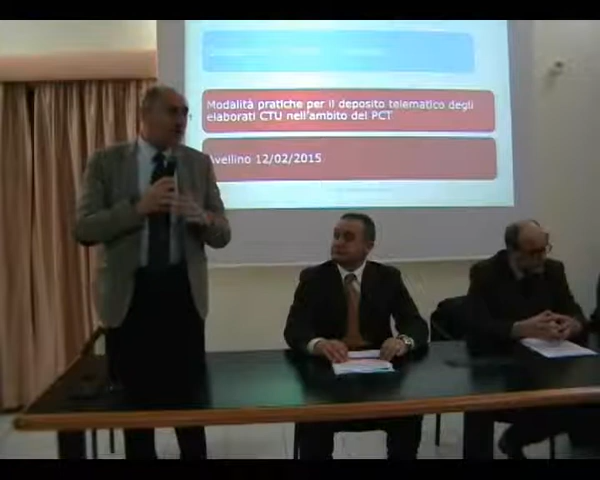 Modalità pratiche per il deposito telematico degli
elaborati CTU nell'ambito del PCT
Avellino 12/02/2015